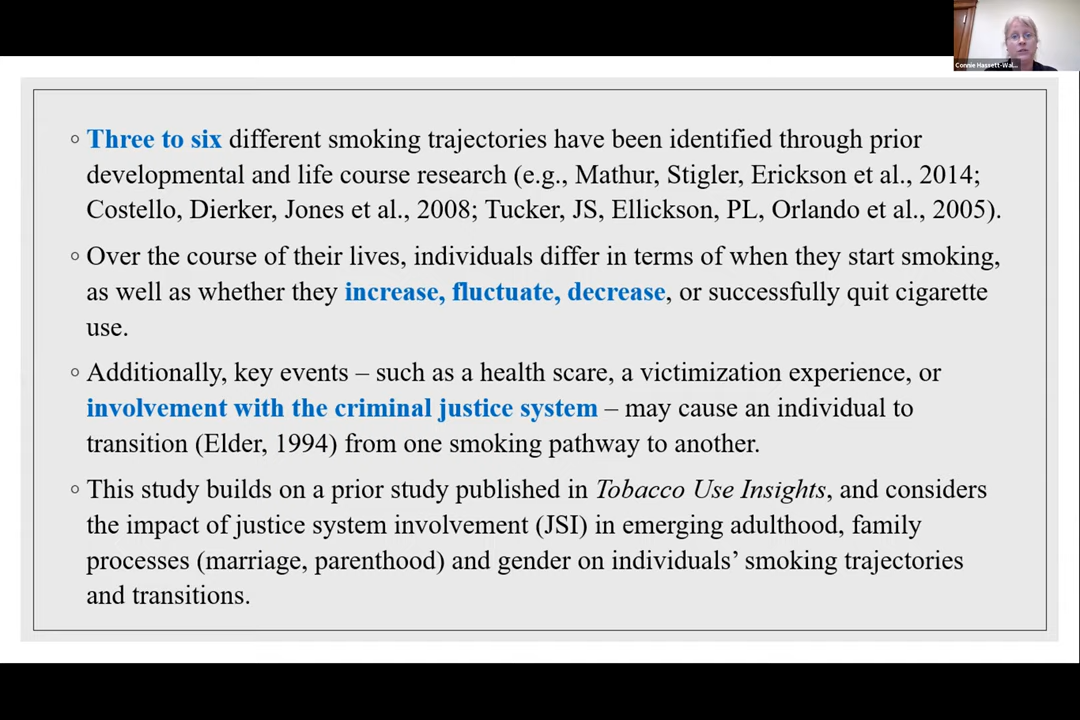 Connie Hassett-Wal...
◦ Three to six different smoking trajectories have been identified through prior
developmental and life course research (e.g., Mathur, Stigler, Erickson et al., 2014;
Costello, Dierker, Jones et al., 2008; Tucker, JS, Ellickson, PL, Orlando et al., 2005).
◦ Over the course of their lives, individuals differ in terms of when they start smoking,
as well as whether they increase, fluctuate, decrease, or successfully quit cigarette
use.
◦ Additionally, key events – such as a health scare, a victimization experience, or
involvement with the criminal justice system – may cause an individual to
transition (Elder, 1994) from one smoking pathway to another.
◦ This study builds on a prior study published in Tobacco Use Insights, and considers
the impact of justice system involvement (JSI) in emerging adulthood, family
processes (marriage, parenthood) and gender on individuals’ smoking trajectories
and transitions.